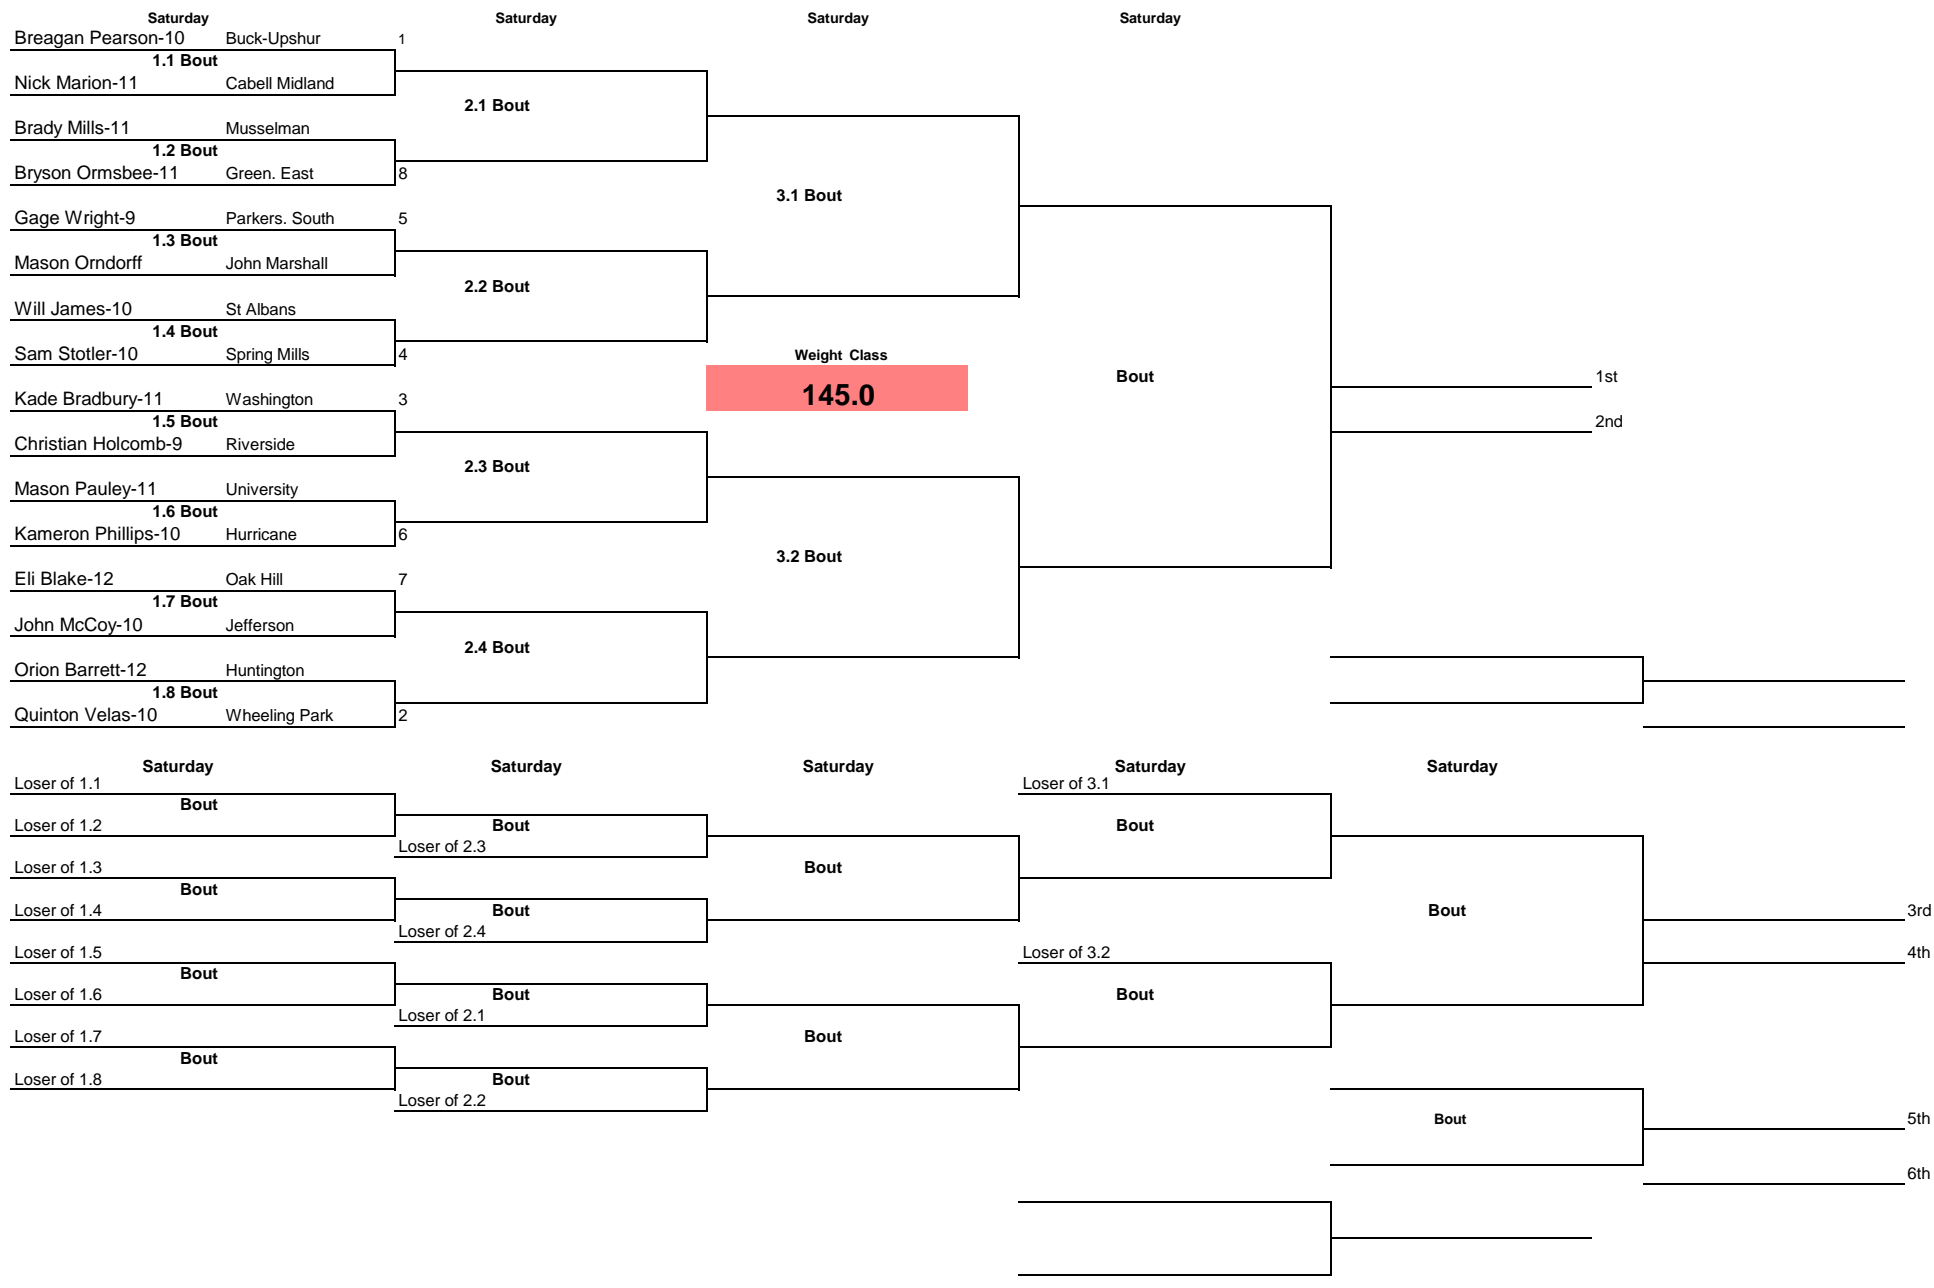 Saturday Saturday Saturday Saturday
Breagan Pearson-10 Buck-Upshur 1
1.1 Bout
Nick Marion-11 Cabell Midland
2.1 Bout
Brady Mills-11 Musselman
1.2 Bout
Bryson Ormsbee-11 Green. East 8
3.1 Bout
Gage Wright-9 Parkers. South 5
1.3 Bout
Mason Orndorff John Marshall
2.2 Bout
Will James-10 St Albans
1.4 Bout
Sam Stotler-10 Spring Mills 4 Weight Class
Bout 1st
145.0
Kade Bradbury-11 Washington 3
1.5 Bout 2nd
Christian Holcomb-9 Riverside
2.3 Bout
Mason Pauley-11 University
1.6 Bout
Kameron Phillips-10 Hurricane 6
3.2 Bout
Eli Blake-12 Oak Hill 7
1.7 Bout
John McCoy-10 Jefferson
2.4 Bout
Orion Barrett-12 Huntington
1.8 Bout
Quinton Velas-10 Wheeling Park 2
Saturday Saturday Saturday Saturday Saturday
Loser of 1.1 Loser of 3.1
Bout
Loser of 1.2 Bout Bout
Loser of 2.3
Loser of 1.3 Bout
Bout
Loser of 1.4 Bout Bout 3rd
Loser of 2.4
Loser of 1.5 Loser of 3.2 4th
Bout
Loser of 1.6 Bout Bout
Loser of 2.1
Loser of 1.7 Bout
Bout
Loser of 1.8 Bout
Loser of 2.2
Bout 5th
6th